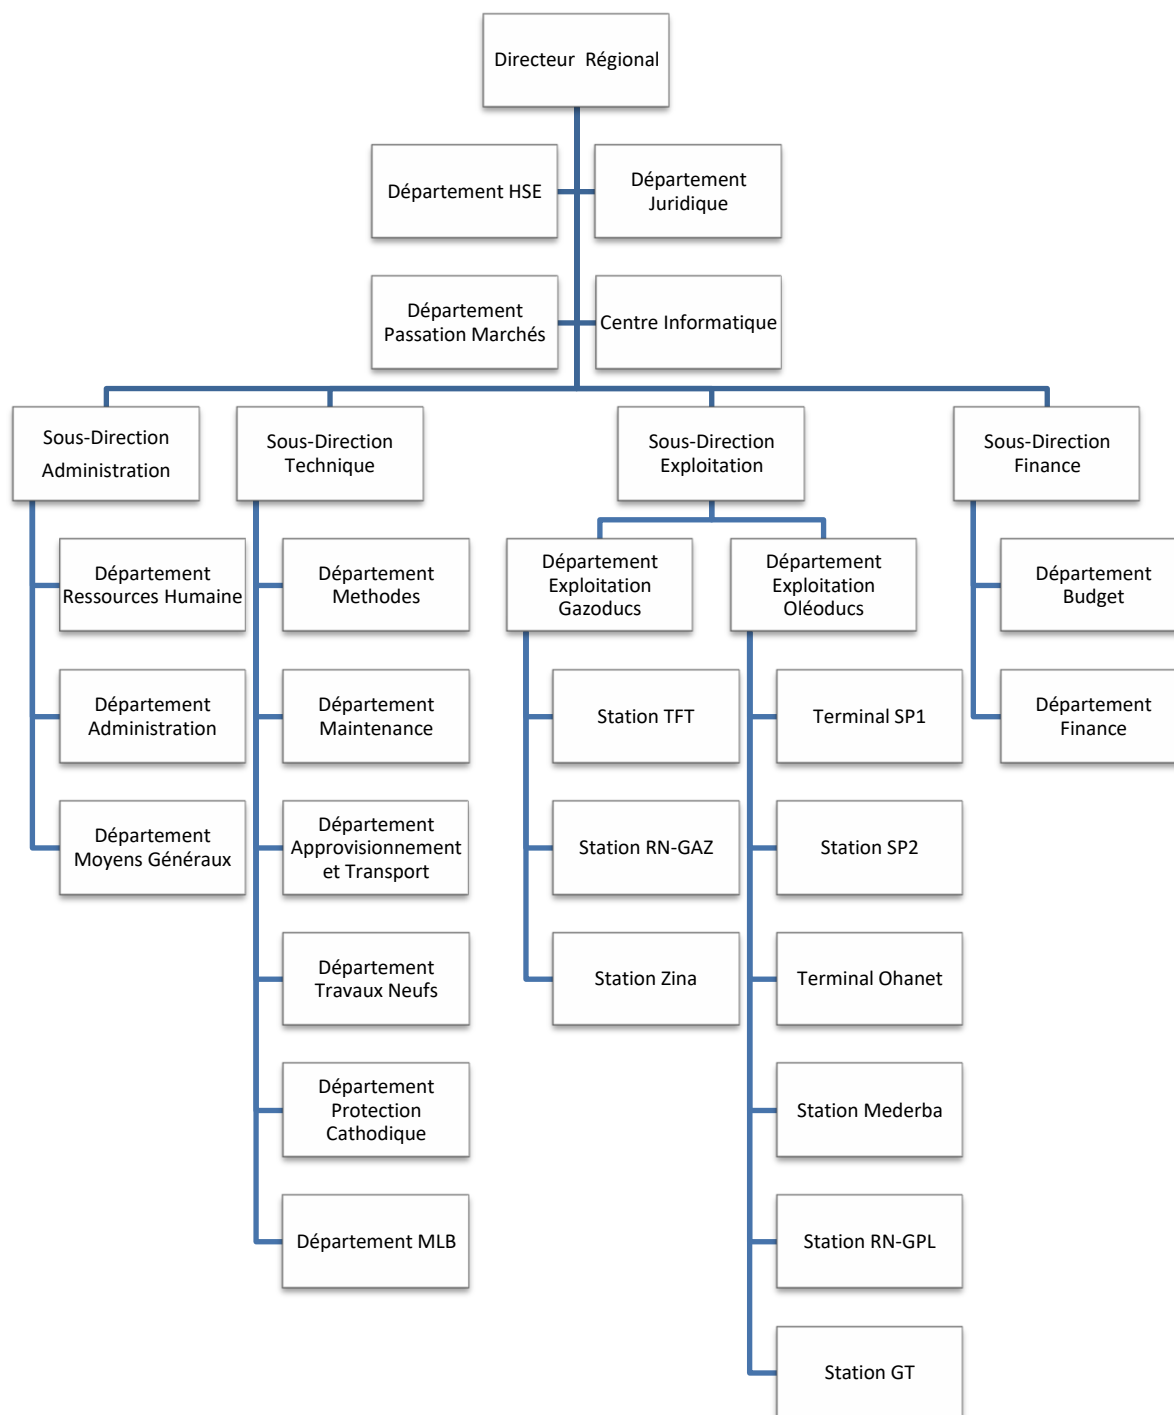 Directeur Régional
Département HSE
Département
Juridique
Département
Passation Marchés
Centre Informatique
Sous-Direction
Administration
Sous-Direction
Technique
Sous-Direction
Exploitation
Sous-Direction
Finance
Département
Ressources Humaine
Département
Administration
Département
Moyens Généraux
Département
Methodes
Département
Maintenance
Département
Approvisionnement
et Transport
Département
Travaux Neufs
Département
Protection
Cathodique
Département MLB
Département
Exploitation
Gazoducs
Station TFT
Station RN-GAZ
Station Zina
Département
Exploitation
Oléoducs
Terminal SP1
Station SP2
Terminal Ohanet
Station Mederba
Station RN-GPL
Station GT
Département
Budget
Département
Finance